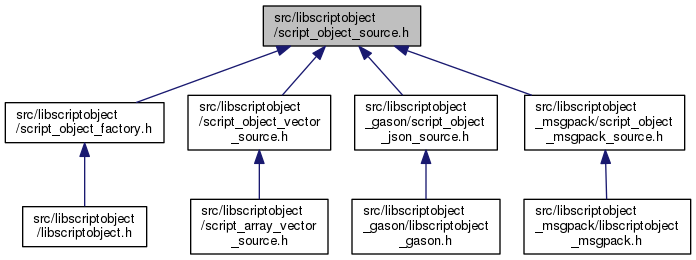 src/libscriptobject
/script_object_source.h
src/libscriptobject
/script_object_factory.h
src/libscriptobject
/script_object_vector
_source.h
src/libscriptobject
_gason/script_object
_json_source.h
src/libscriptobject
_msgpack/script_object
_msgpack_source.h
src/libscriptobject
/libscriptobject.h
src/libscriptobject
/script_array_vector
_source.h
src/libscriptobject
_gason/libscriptobject
_gason.h
src/libscriptobject
_msgpack/libscriptobject
_msgpack.h